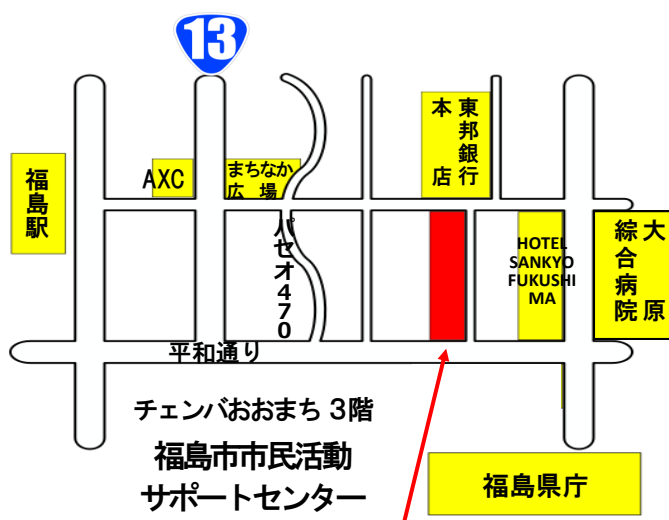 13
東邦銀行
本店
福島駅
AXC
まちなか
広場
パセオ470
HOTEL
SANKYO
FUKUSHI
MA
大原
綜合病院
平和通り
チェンバおおまち 3階
福島市市民活動
サポートセンター
福島県庁